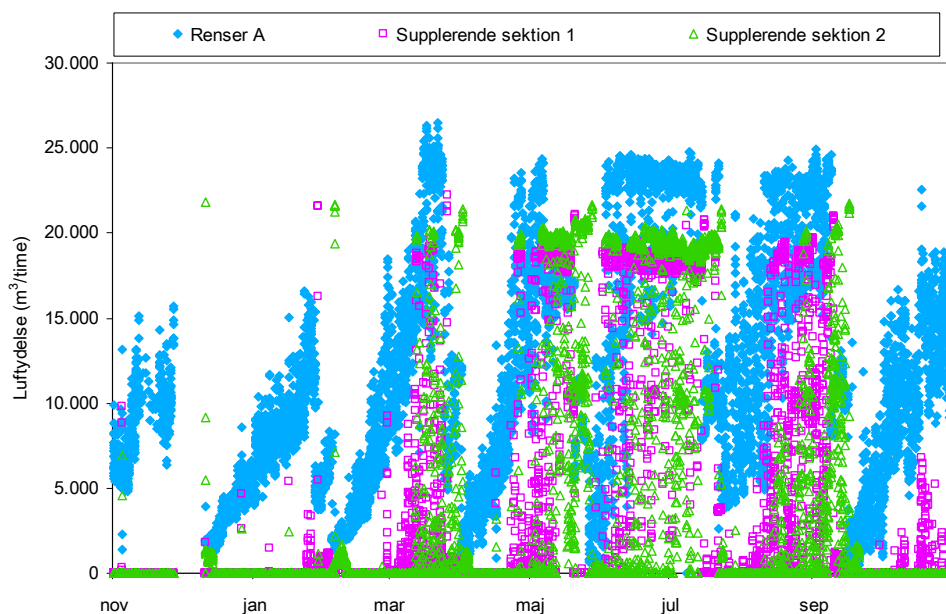 Renser A Supplerende sektion 1 Supplerende sektion 2
30.000
25.000
20.000
15.000
10.000
5.000
0
Luftydelse (m³/time)
nov jan mar maj jul sep